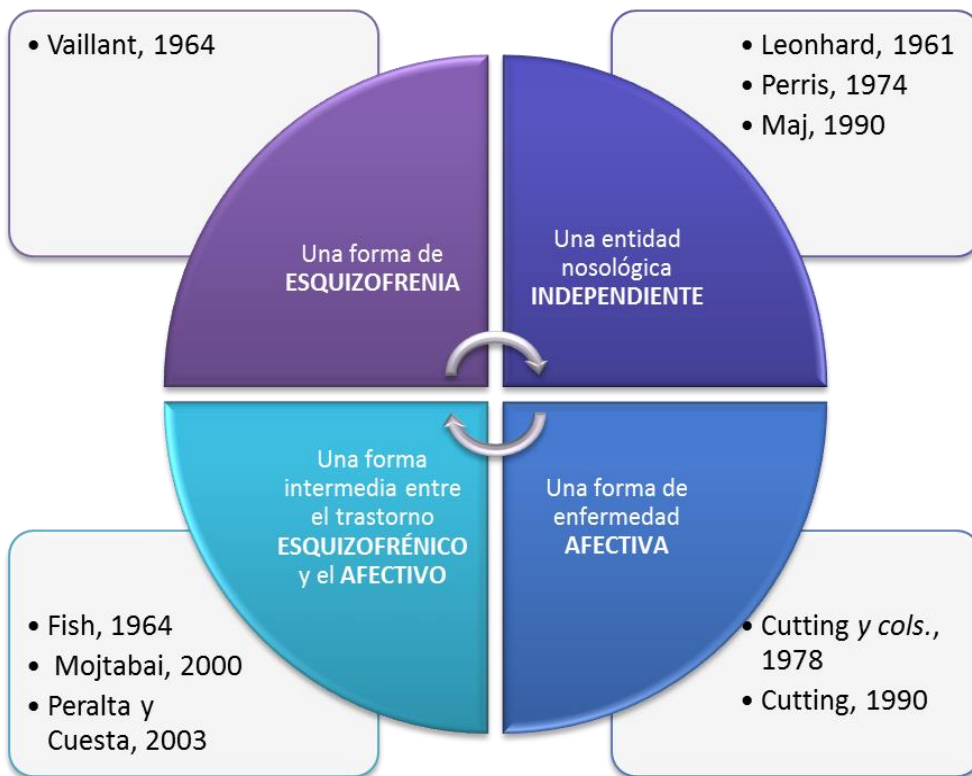 • Vaillant, 1964
• Leonhard, 1961
• Perris, 1974
• Maj, 1990
Una forma de
ESQUIZOFRENIA
Una entidad
nosológica
INDEPENDIENTE
Una forma
intermedia entre
el trastorno
ESQUIZOFRÉNICO
y el AFECTIVO
Una forma de
enfermedad
AFECTIVA
• Fish, 1964
• Mojtabai, 2000
• Peralta y
Cuesta, 2003
• Cutting y cols.,
1978
• Cutting, 1990